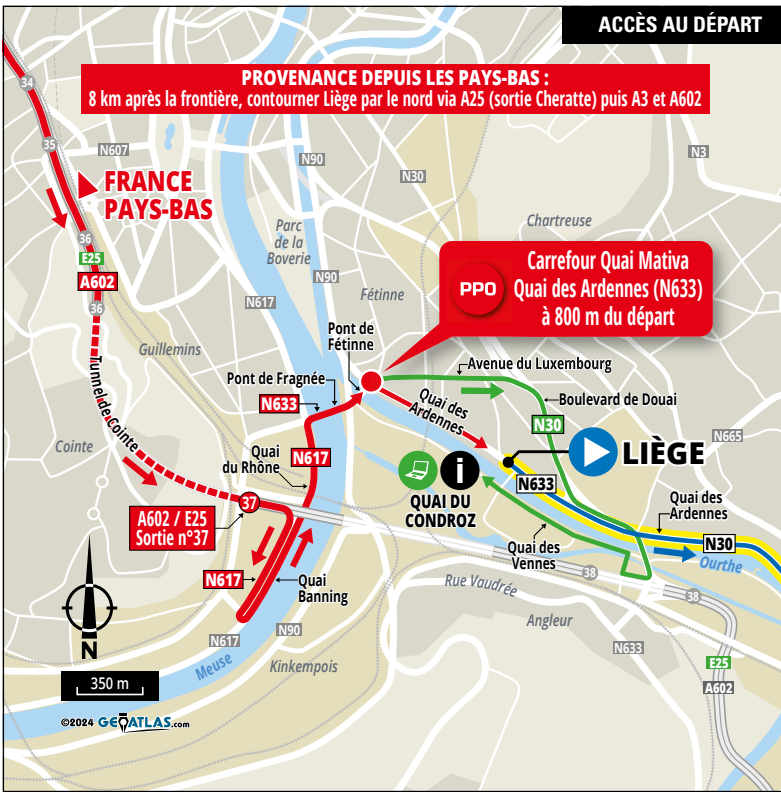 ACCÈS AU DÉPART
PROVENANCE DEPUIS LES PAYS-BAS :
8 km après la frontière, contourner Liège par le nord via A25 (sortie Cheratte) puis A3 et A602
34
35
N607
N90
N30
N3
FRANCE
PAYS-BAS
36
E25
A602
36
Parc
de la
Boverie
Chartreuse
N90
N617
Fétinne
PPO
Carrefour Quai Mativa
Quai des Ardennes (N633)
à 800 m du départ
Guillemins
Pont de
Fétinne
Tunnel de Cointe
Pont de Fragnée
N633
Avenue du Luxembourg
Quai des
Ardennes
Boulevard de Douai
N30
N665
Cointe
Quai
du Rhône
N617
i
QUAI DU
CONDROZ
LIÈGE
N633
Quai des
Ardennes
N30
37
A602 / E25
Sortie n°37
Quai des
Vennes
Ourthe
N617
Quai
Banning
Rue Vaudrée
38
38
N617
N90
Angleur
N633
N
Meuse
Kinkempois
E25
A602
350 m
©2024 GEOATLAS.com